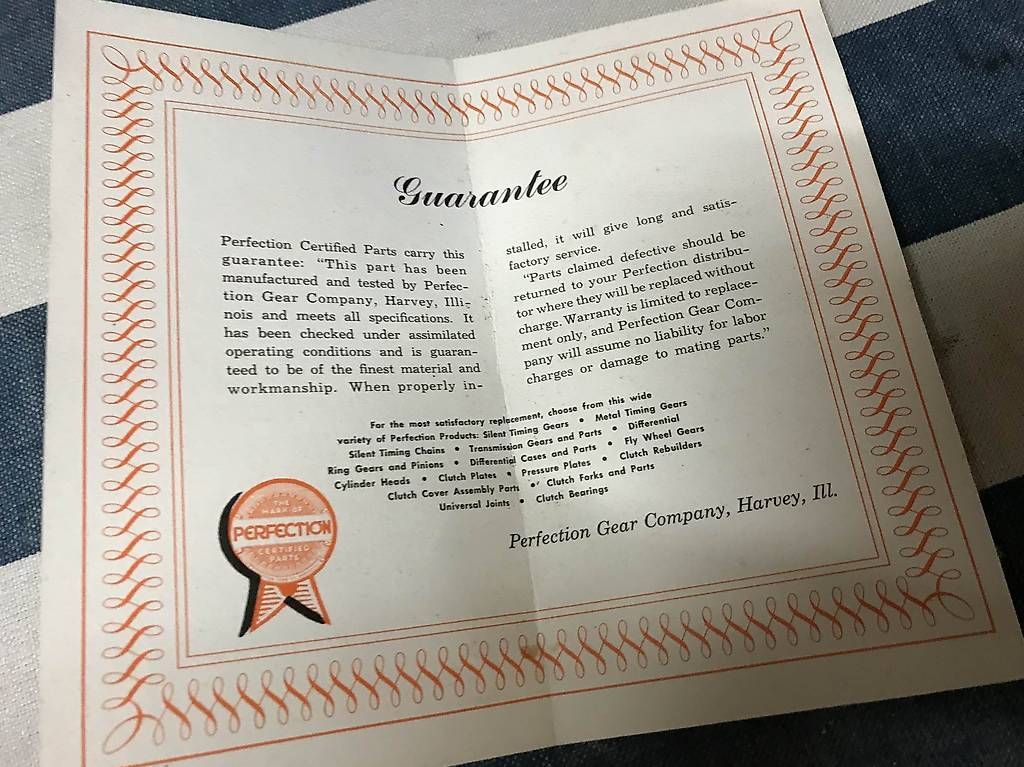 Guarantee
Perfection Certified Parts carry this
guarantee: “This part has been
manufactured and tested by Perfec-
tion Gear Company, Harvey, Illi-
nois and meets all specifications. It
has been checked under assimilated
operating conditions and is guaran-
teed to be of the finest material and
workmanship. When properly in-
stalled, it will give long and satis-
factory service.
“Parts claimed defective should be
returned to your Perfection distribu-
tor where they will be replaced without
charge. Warranty is limited to replace-
ment only, and Perfection Gear Com-
pany will assume no liability for labor
charges or damage to mating parts.”
For the most satisfactory replacement, choose from this wide
variety of Perfection Products: Silent Timing Gears • Metal Timing Gears
Silent Timing Chains • Transmission Gears and Parts • Differential
Ring Gears and Pinions • Differential Cases and Parts • Fly Wheel Gears
Cylinder Heads • Clutch Plates • Pressure Plates • Clutch Rebuilders
Clutch Cover Assembly Parts • Clutch Forks and Parts
Universal Joints • Clutch Bearings
THE
MARK OF
PERFECTION
CERTIFIED
PARTS
Perfection Gear Company, Harvey, Ill.